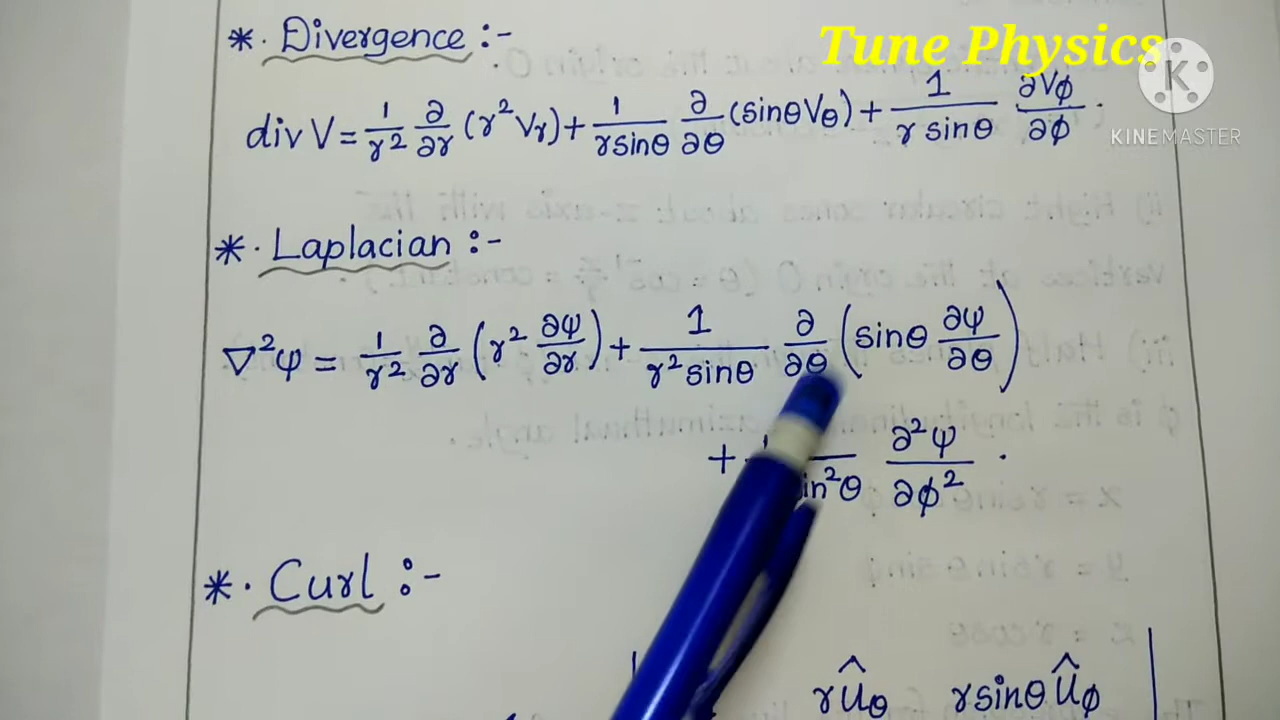 Tune Physics
K
KINEMASTER
*. Divergence :-
div V = 1/r² ∂/∂r (r² Vr) + 1/r sinθ ∂/∂θ (sinθ Vθ) + 1/r sinθ ∂Vϕ/∂ϕ .
*. Laplacian :-
∇²ψ = 1/r² ∂/∂r (r² ∂ψ/∂r) + 1/r² sinθ ∂/∂θ (sinθ ∂ψ/∂θ)
+ ∂²ψ/∂ϕ² .
*. Curl :-
rûθ r sinθ ûϕ